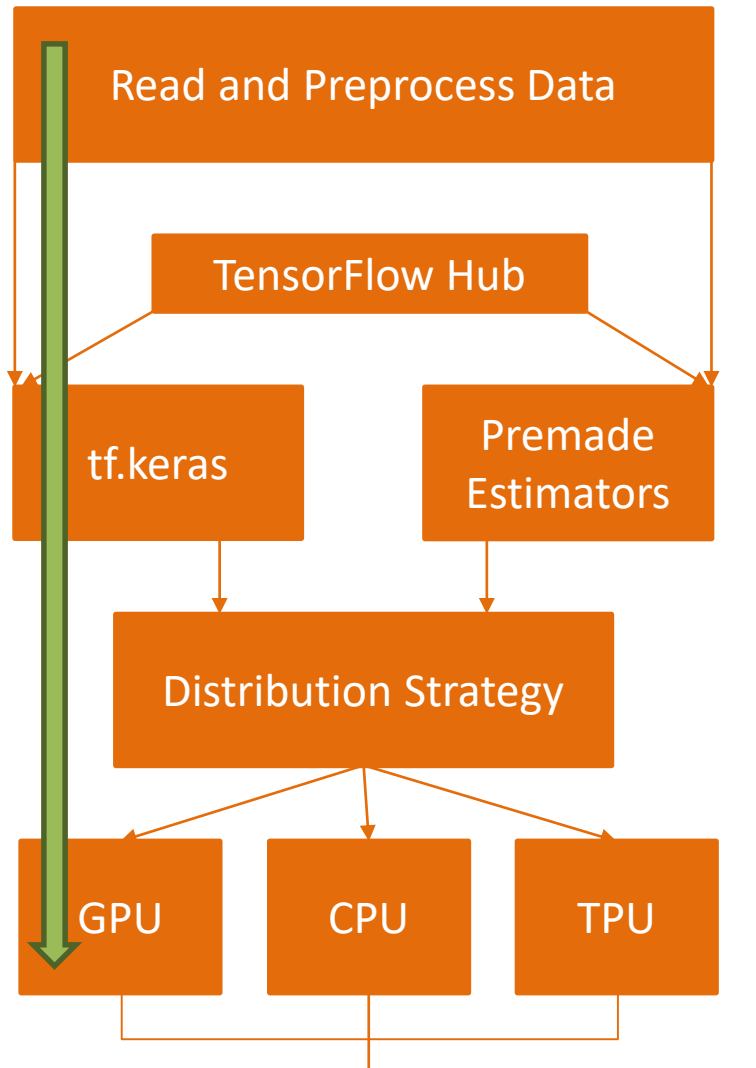 Read and Preprocess Data
TensorFlow Hub
tf.keras
Premade
Estimators
Distribution Strategy
GPU
CPU
TPU